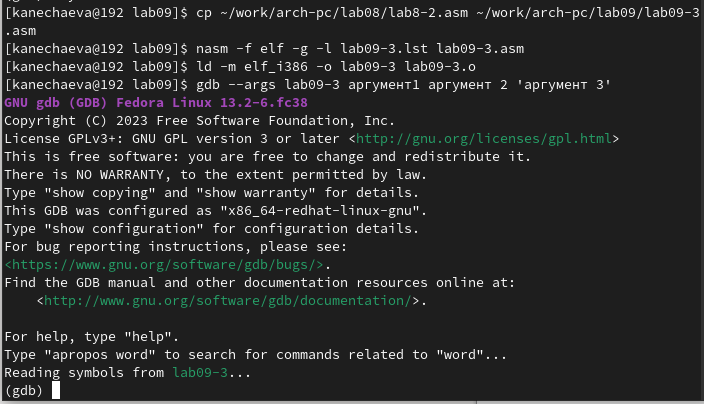 [kanechaeva@192 lab09]$ cp ~/work/arch-pc/lab08/lab8-2.asm ~/work/arch-pc/lab09/lab09-3
.asm
[kanechaeva@192 lab09]$ nasm -f elf -g -l lab09-3.lst lab09-3.asm
[kanechaeva@192 lab09]$ ld -m elf_i386 -o lab09-3 lab09-3.o
[kanechaeva@192 lab09]$ gdb --args lab09-3 аргумент1 аргумент 2 'аргумент 3'
GNU gdb (GDB) Fedora Linux 13.2-6.fc38
Copyright (C) 2023 Free Software Foundation, Inc.
License GPLv3+: GNU GPL version 3 or later <http://gnu.org/licenses/gpl.html>
This is free software: you are free to change and redistribute it.
There is NO WARRANTY, to the extent permitted by law.
Type "show copying" and "show warranty" for details.
This GDB was configured as "x86_64-redhat-linux-gnu".
Type "show configuration" for configuration details.
For bug reporting instructions, please see:
<https://www.gnu.org/software/gdb/bugs/>.
Find the GDB manual and other documentation resources online at:
    <http://www.gnu.org/software/gdb/documentation/>.

For help, type "help".
Type "apropos word" to search for commands related to "word"...
Reading symbols from lab09-3...
(gdb)